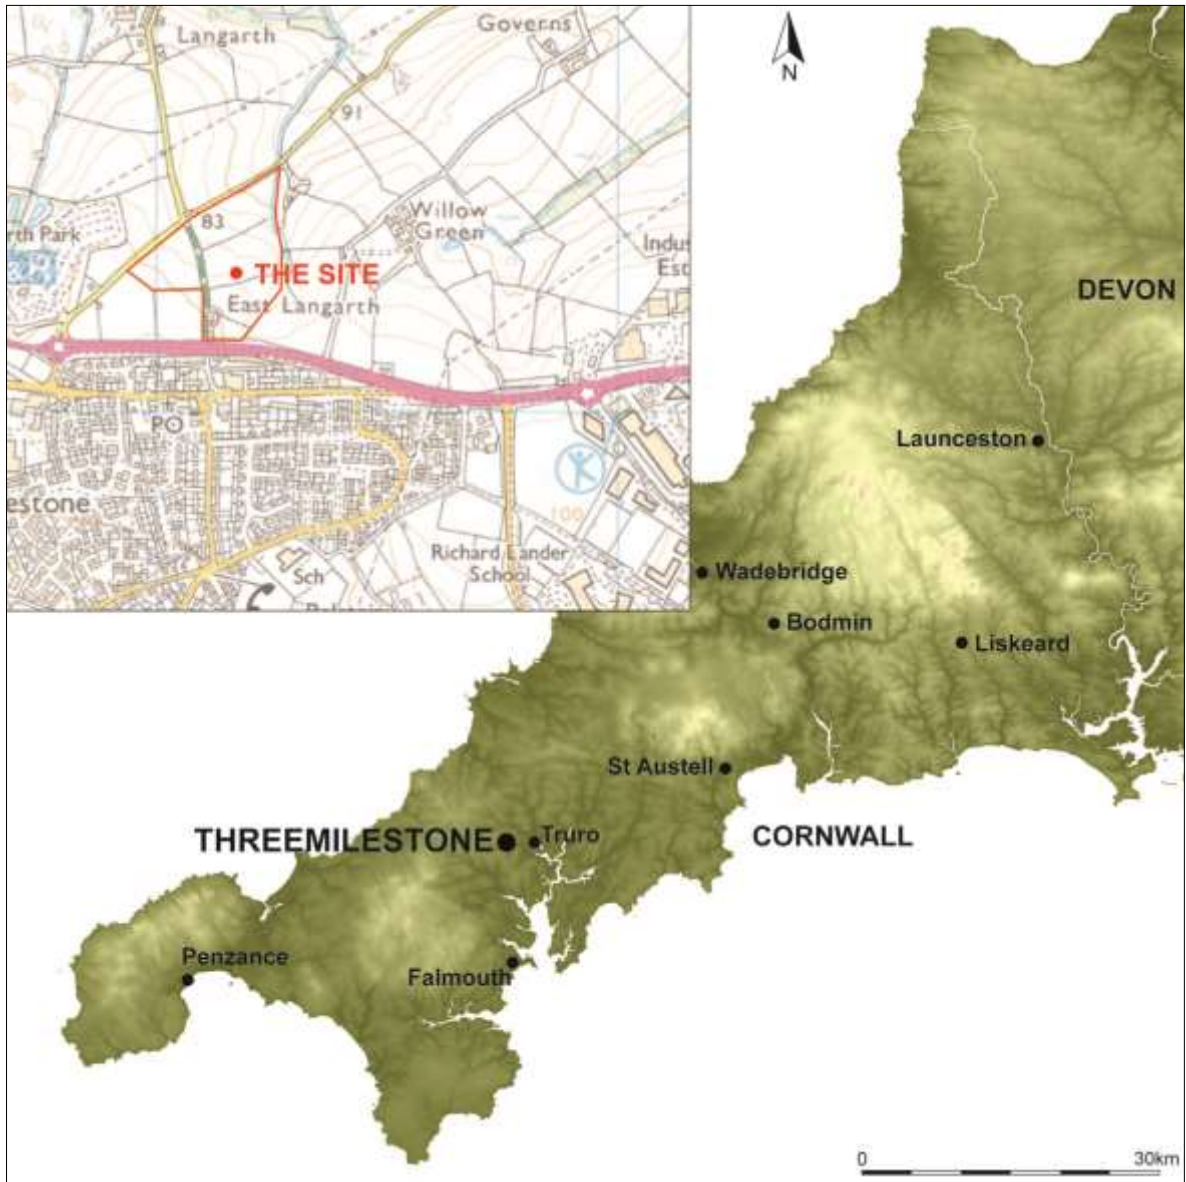 Langarth
Governs
N
91
83
Willow
Green
rth Park
Indus
Est
THE SITE
East Langarth
DEVON
PO
Launceston
estone
100
Richard Lander
School
Sch
Wadebridge
Bodmin
Liskeard
St Austell
THREEMILESTONE
Truro
CORNWALL
Penzance
Falmouth
0
30km